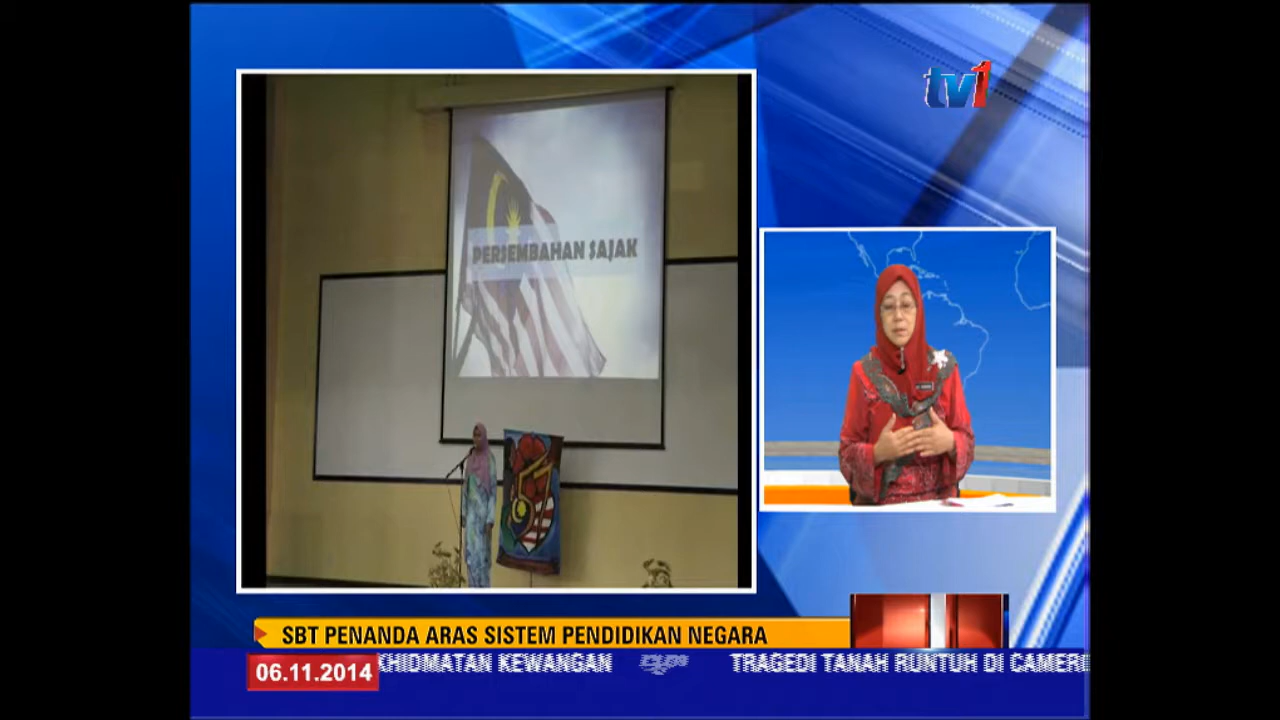 tv1
PERSEMBAHAN SAJAK
57
SBT PENANDA ARAS SISTEM PENDIDIKAN NEGARA
06.11.2014
KHIDMATAN KEWANGAN
TRAGEDI TANAH RUNTUH DI CAMERO